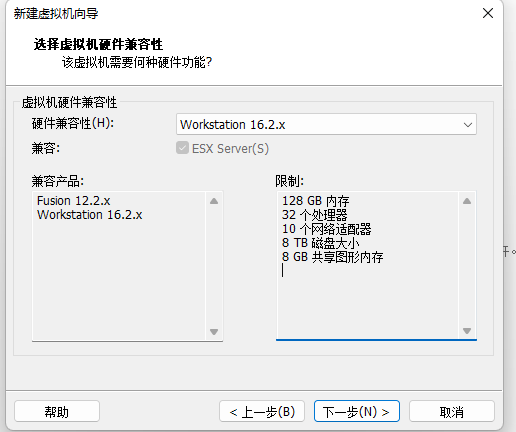 新建虚拟机向导
选择虚拟机硬件兼容性
该虚拟机需要何种硬件功能?
虚拟机硬件兼容性
硬件兼容性(H):
Workstation 16.2.x
兼容:
ESX Server(S)
兼容产品:
Fusion 12.2.x
Workstation 16.2.x
限制:
128 GB 内存
32 个处理器
10 个网络适配器
8 TB 磁盘大小
8 GB 共享图形内存
帮助
< 上一步(B)
下一步(N) >
取消